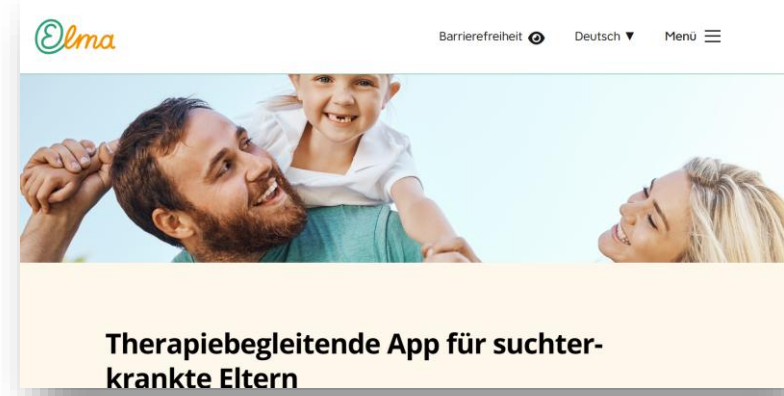 Elma
Barrierefreiheit
Deutsch ▼
Menü
Therapiebegleitende App für suchter-
krankte Eltern